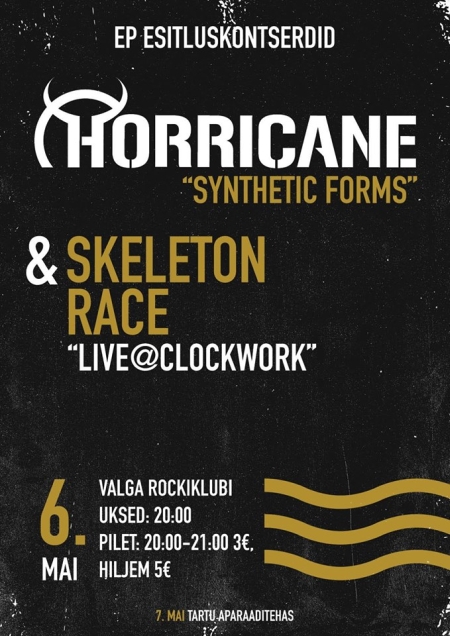 EP ESITLUSKONTSERDID
HORRICANE
“SYNTHETIC FORMS”
& SKELETON
RACE
“LIVE@CLOCKWORK”
6.
MAI
VALGA ROCKIKLUBI
UKSED: 20:00
PILET: 20:00-21:00 3€,
HILJEM 5€
7. MAI TARTU APARAADITEHAS